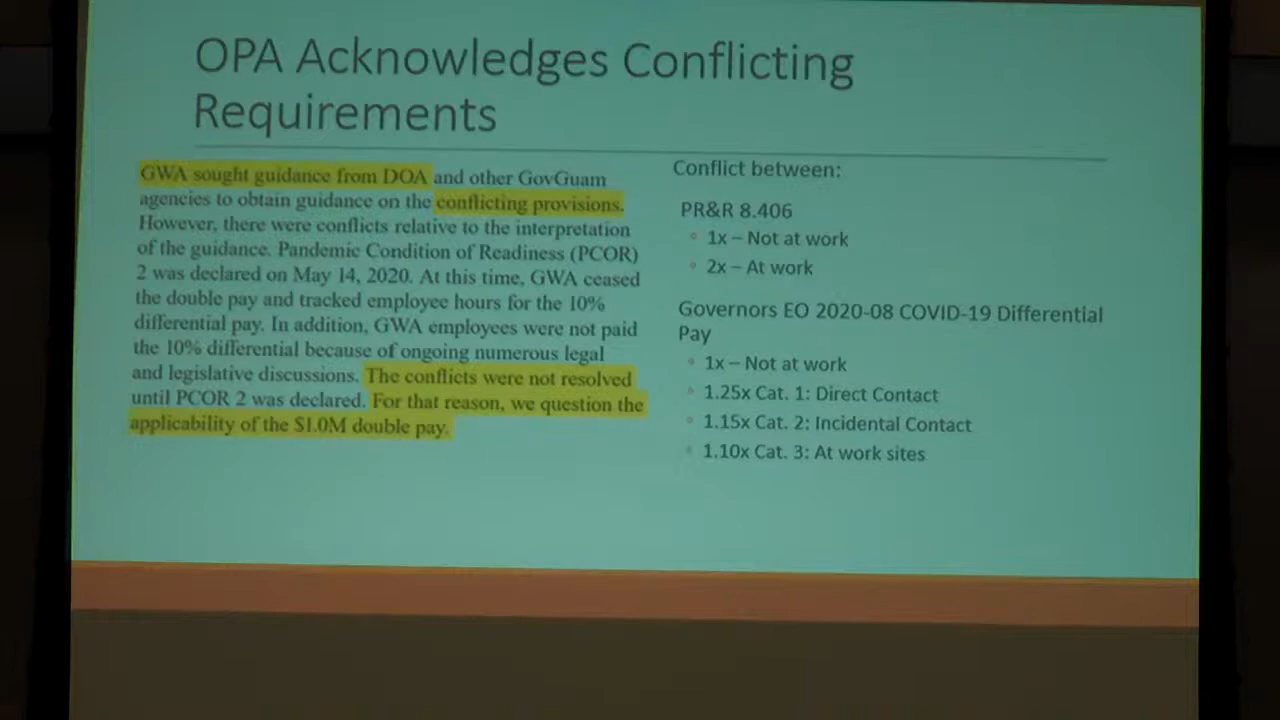 OPA Acknowledges Conflicting
Requirements
GWA sought guidance from DOA and other GovGuam
agencies to obtain guidance on the conflicting provisions.
However, there were conflicts relative to the interpretation
of the guidance. Pandemic Condition of Readiness (PCOR)
2 was declared on May 14, 2020. At this time, GWA ceased
the double pay and tracked employee hours for the 10%
differential pay. In addition, GWA employees were not paid
the 10% differential because of ongoing numerous legal
and legislative discussions. The conflicts were not resolved
until PCOR 2 was declared. For that reason, we question the
applicability of the $1.0M double pay.
Conflict between:
PR&R 8.406
◦ 1x – Not at work
◦ 2x – At work
Governors EO 2020-08 COVID-19 Differential
Pay
◦ 1x – Not at work
◦ 1.25x Cat. 1: Direct Contact
◦ 1.15x Cat. 2: Incidental Contact
◦ 1.10x Cat. 3: At work sites